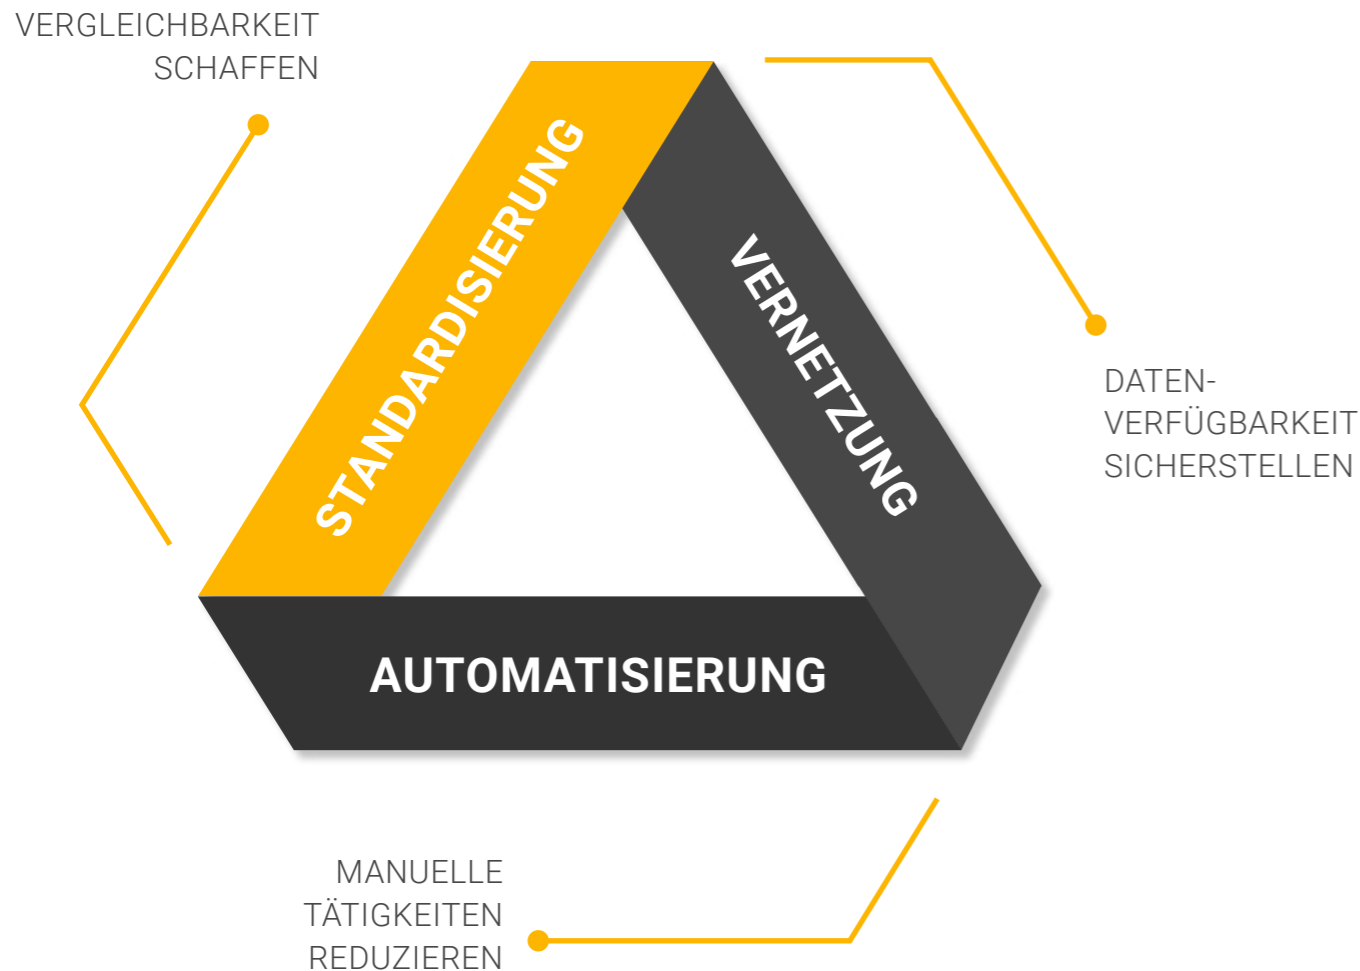 VERGLEICHBARKEIT
SCHAFFEN
STANDARDISIERUNG
VERNETZUNG
DATEN-
VERFÜGBARKEIT
SICHERSTELLEN
AUTOMATISIERUNG
MANUELLE
TÄTIGKEITEN
REDUZIEREN